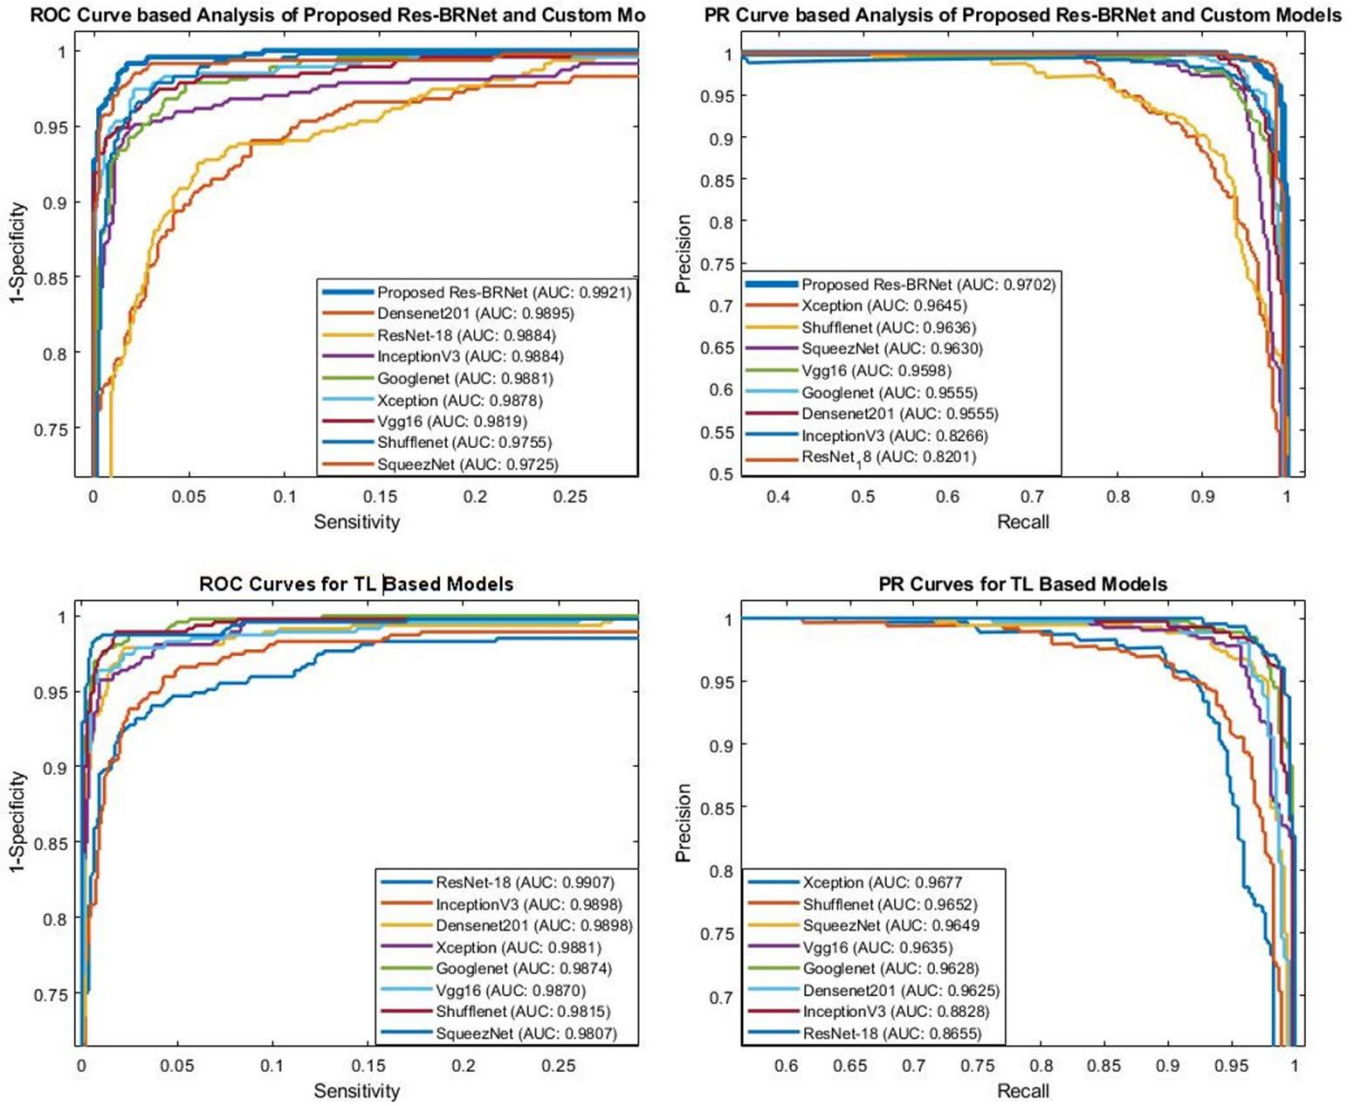 ROC Curve based Analysis of Proposed Res-BRNet and Custom Mo
1
0.95
0.9
0.85
0.8
0.75
1-Specificity
Proposed Res-BRNet (AUC: 0.9921)
Densenet201 (AUC: 0.9895)
ResNet-18 (AUC: 0.9884)
InceptionV3 (AUC: 0.9884)
Googlenet (AUC: 0.9881)
Xception (AUC: 0.9878)
Vgg16 (AUC: 0.9819)
Shufflenet (AUC: 0.9755)
SqueezNet (AUC: 0.9725)
0 0.05 0.1 0.15 0.2 0.25
Sensitivity
PR Curve based Analysis of Proposed Res-BRNet and Custom Models
1
0.95
0.9
0.85
0.8
0.75
0.7
0.65
0.6
0.55
0.5
Precision
Proposed Res-BRNet (AUC: 0.9702)
Xception (AUC: 0.9645)
Shufflenet (AUC: 0.9636)
SqueezNet (AUC: 0.9630)
Vgg16 (AUC: 0.9598)
Googlenet (AUC: 0.9555)
Densenet201 (AUC: 0.9555)
InceptionV3 (AUC: 0.8266)
ResNet18 (AUC: 0.8201)
0.4 0.5 0.6 0.7 0.8 0.9 1
Recall
ROC Curves for TL Based Models
1
0.95
0.9
0.85
0.8
0.75
1-Specificity
ResNet-18 (AUC: 0.9907)
InceptionV3 (AUC: 0.9898)
Densenet201 (AUC: 0.9898)
Xception (AUC: 0.9881)
Googlenet (AUC: 0.9874)
Vgg16 (AUC: 0.9870)
Shufflenet (AUC: 0.9815)
SqueezNet (AUC: 0.9807)
0 0.05 0.1 0.15 0.2 0.25
Sensitivity
PR Curves for TL Based Models
1
0.95
0.9
0.85
0.8
0.75
0.7
Precision
Xception (AUC: 0.9677
Shufflenet (AUC: 0.9652)
SqueezNet (AUC: 0.9649
Vgg16 (AUC: 0.9635)
Googlenet (AUC: 0.9628)
Densenet201 (AUC: 0.9625)
InceptionV3 (AUC: 0.8828)
ResNet-18 (AUC: 0.8655)
0.6 0.65 0.7 0.75 0.8 0.85 0.9 0.95 1
Recall